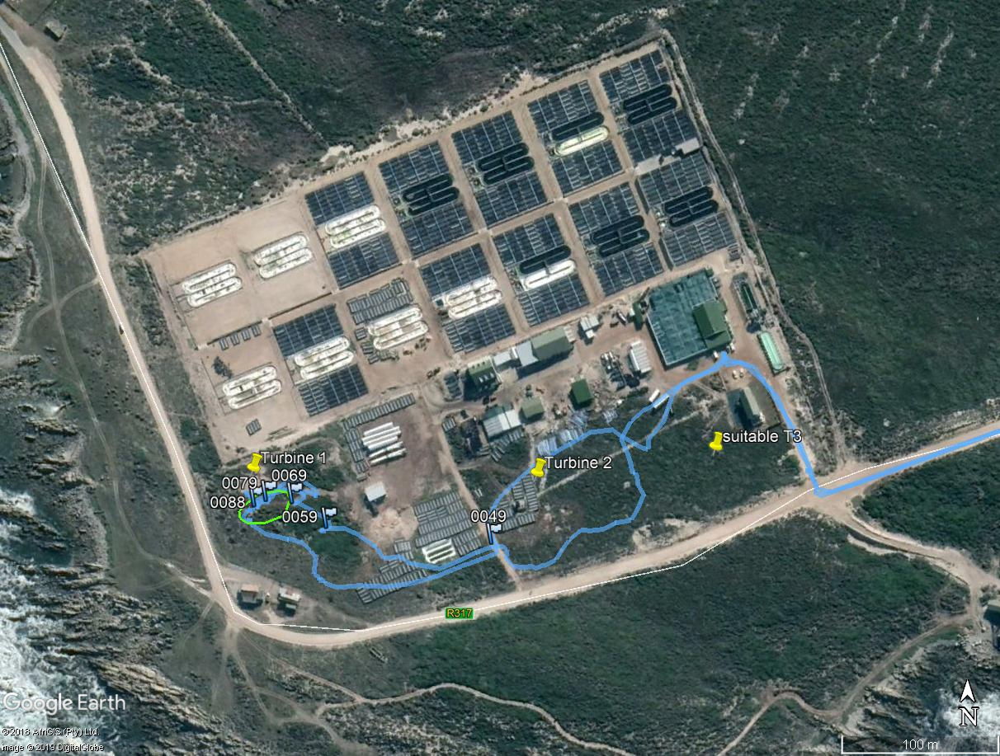 suitable T3
Turbine 1
Turbine 2
0079
0069
0088
0059
0049
R317
Google Earth
©2018 AfriGIS (Pty) Ltd.
Image © 2019 DigitalGlobe
N
100 m